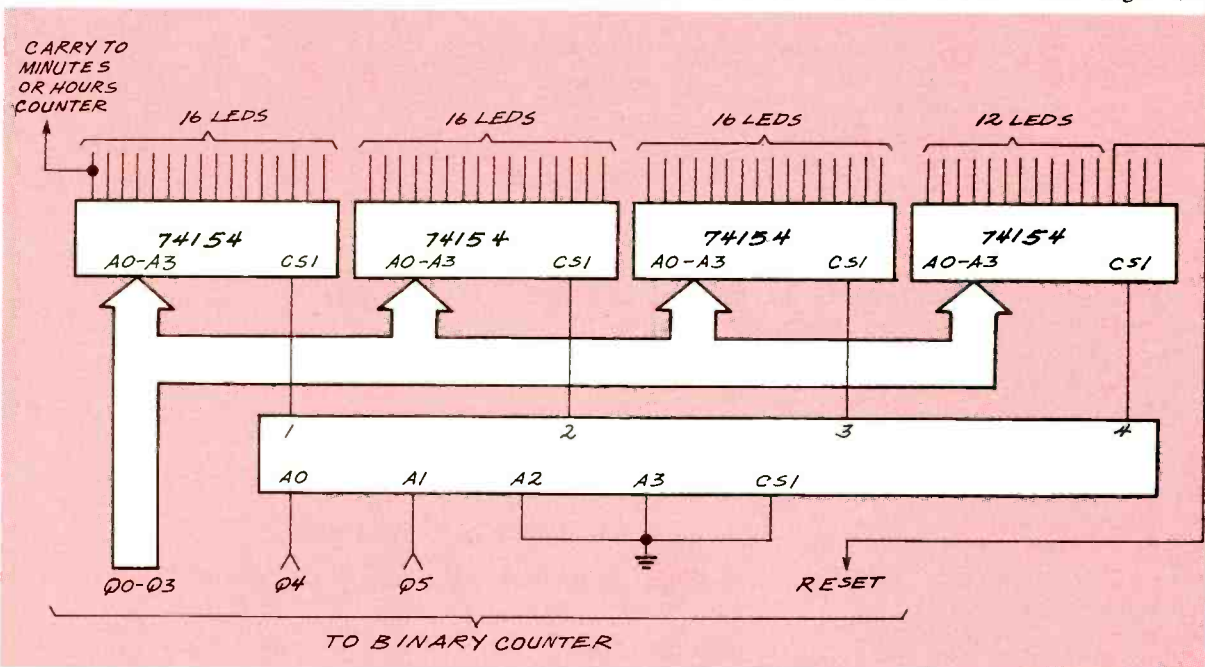 CARRY TO
MINUTES
OR HOURS
COUNTER
16 LEDS
16 LEDS
16 LEDS
12 LEDS
74154
A0-A3 CS1
74154
A0-A3 CS1
74154
A0-A3 CS1
74154
A0-A3 CS1
1 2 3 4
A0 A1 A2 A3 CS1
Q0-Q3 Q4 Q5 RESET
TO BINARY COUNTER